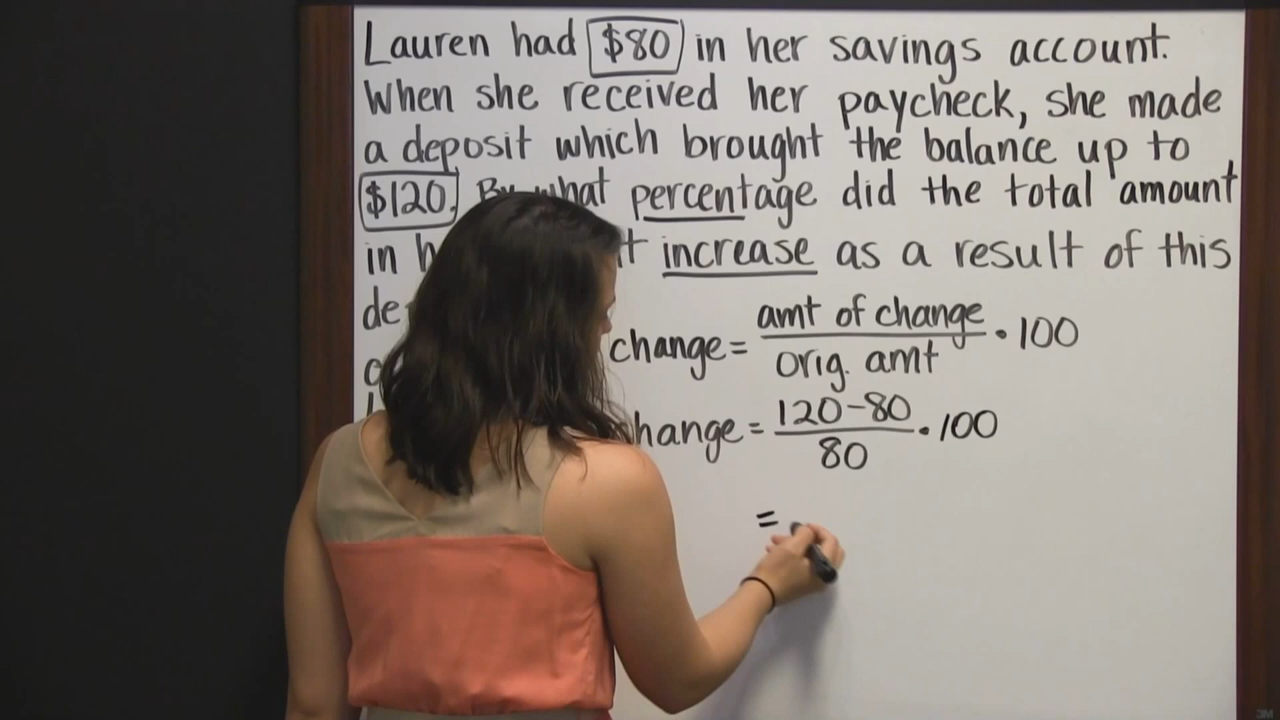 Lauren had $80 in her savings account.
When she received her paycheck, she made
a deposit which brought the balance up to
$120. By what percentage did the total amount
in increase as a result of this
change = amt of change / orig. amt • 100
change = 120-80 / 80 • 100
=
3M